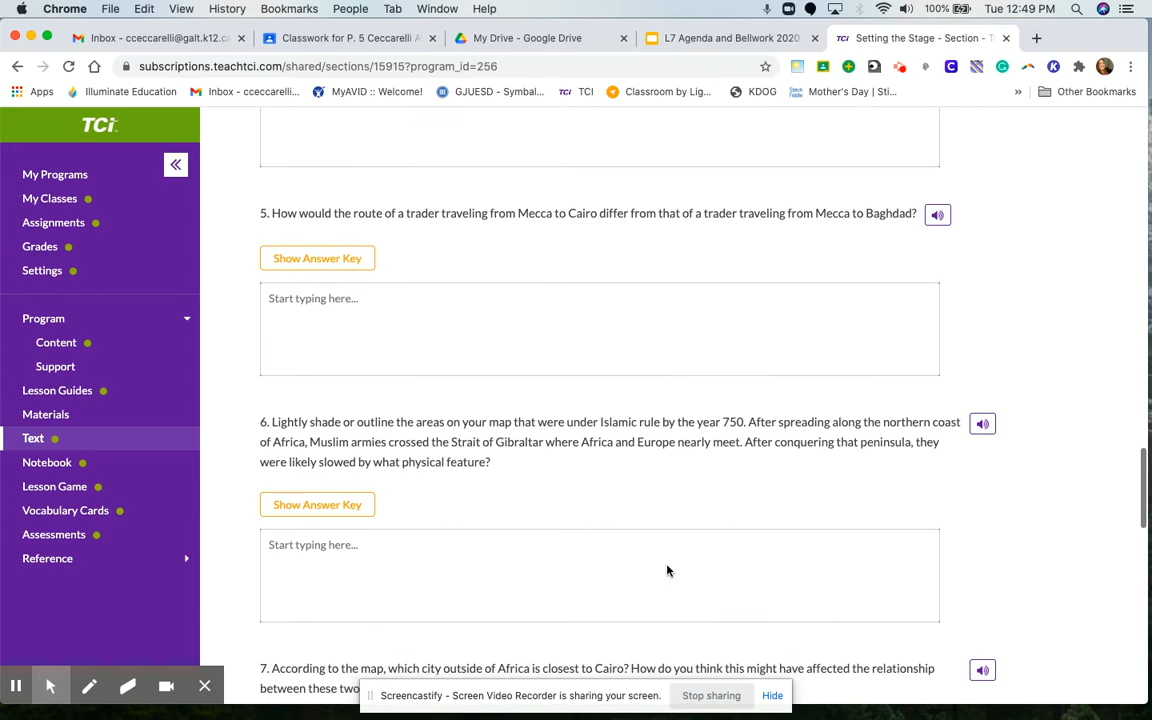 Chrome File Edit View History Bookmarks People Tab Window Help 100% Tue 12:49 PM
Inbox - cceccarelli@galt.k12.ca Classwork for P. 5 Ceccarelli A My Drive - Google Drive L7 Agenda and Bellwork 2020 TCi Setting the Stage - Section - T
subscriptions.teachtci.com/shared/sections/15915?program_id=256
Apps Illuminate Education Inbox - cceccarelli... MyAVID :: Welcome! GJUESD - Symbal... TCi TCI Classroom by Lig... KDOG Mother's Day | Sti... » Other Bookmarks
TCi
My Programs
My Classes
Assignments
Grades
Settings
Program
Content
Support
Lesson Guides
Materials
Text
Notebook
Lesson Game
Vocabulary Cards
Assessments
Reference
5. How would the route of a trader traveling from Mecca to Cairo differ from that of a trader traveling from Mecca to Baghdad?
Show Answer Key
Start typing here...
6. Lightly shade or outline the areas on your map that were under Islamic rule by the year 750. After spreading along the northern coast
of Africa, Muslim armies crossed the Strait of Gibraltar where Africa and Europe nearly meet. After conquering that peninsula, they
were likely slowed by what physical feature?
Show Answer Key
Start typing here...
7. According to the map, which city outside of Africa is closest to Cairo? How do you think this might have affected the relationship
between these two
Screencastify - Screen Video Recorder is sharing your screen. Stop sharing Hide